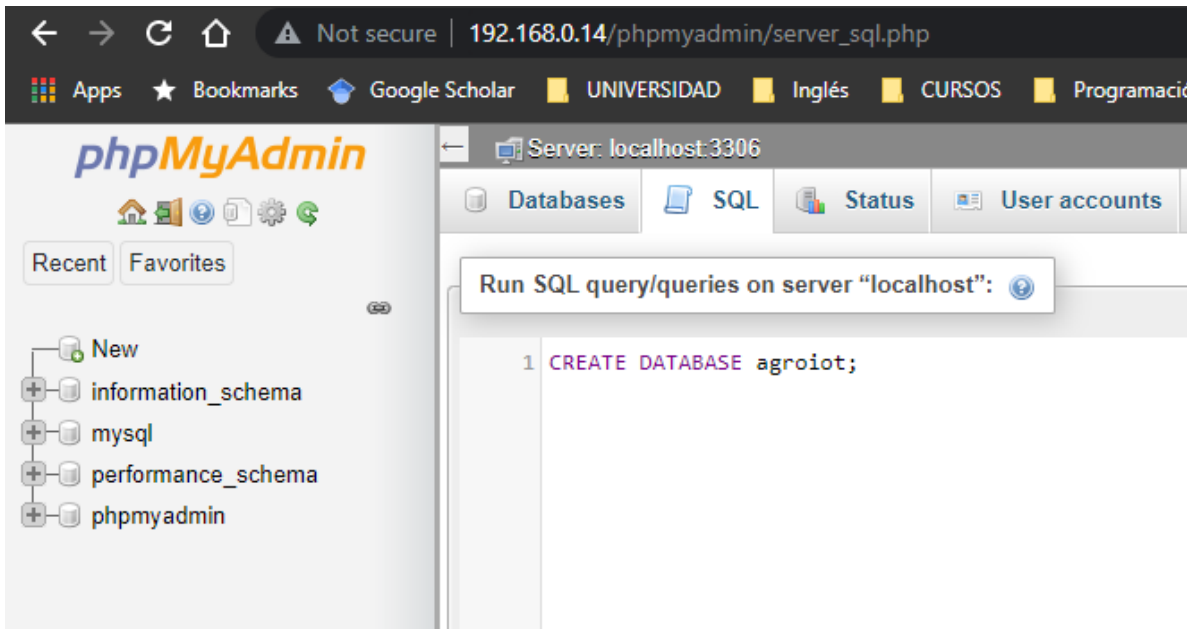 Not secure | 192.168.0.14/phpmyadmin/server_sql.php
Apps Bookmarks Google Scholar UNIVERSIDAD Inglés CURSOS Programació
phpMyAdmin
Recent Favorites
New
information_schema
mysql
performance_schema
phpmyadmin
Server: localhost:3306
Databases SQL Status User accounts
Run SQL query/queries on server “localhost”:
1 CREATE DATABASE agroiot;